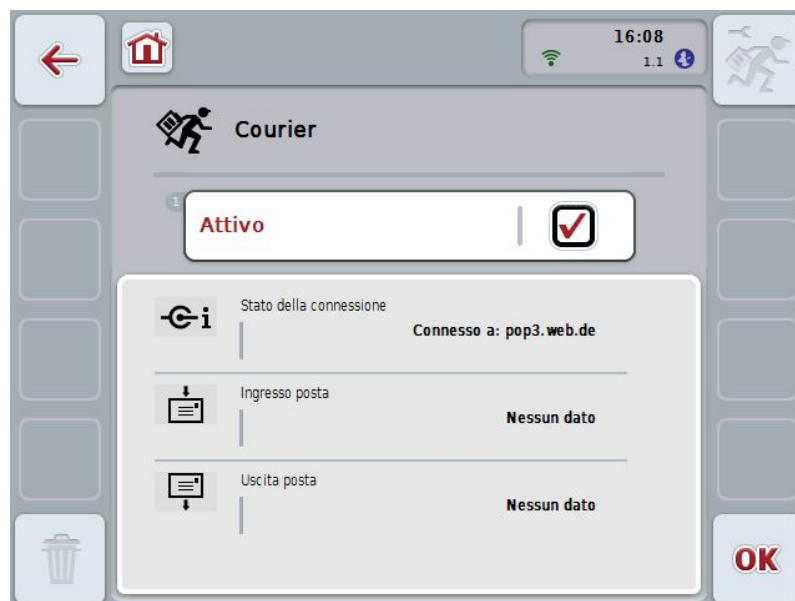 16:08
1.1
Courier
1
Attivo
i
Stato della connessione
Connesso a: pop3.web.de
Ingresso posta
Nessun dato
Uscita posta
Nessun dato
OK